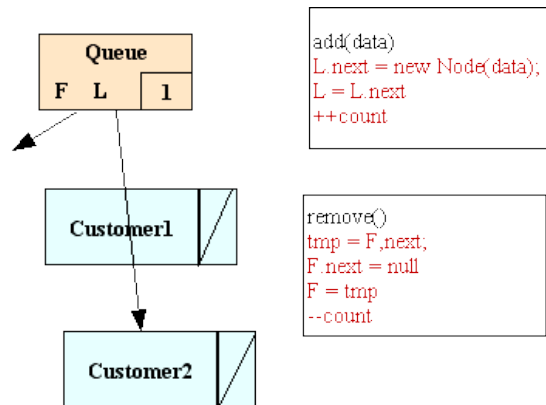 Queue
F L 1
Customer1
Customer2
add(data)
L.next = new Node(data);
L = L.next
++count
remove()
tmp = F,next;
F.next = null
F = tmp
--count